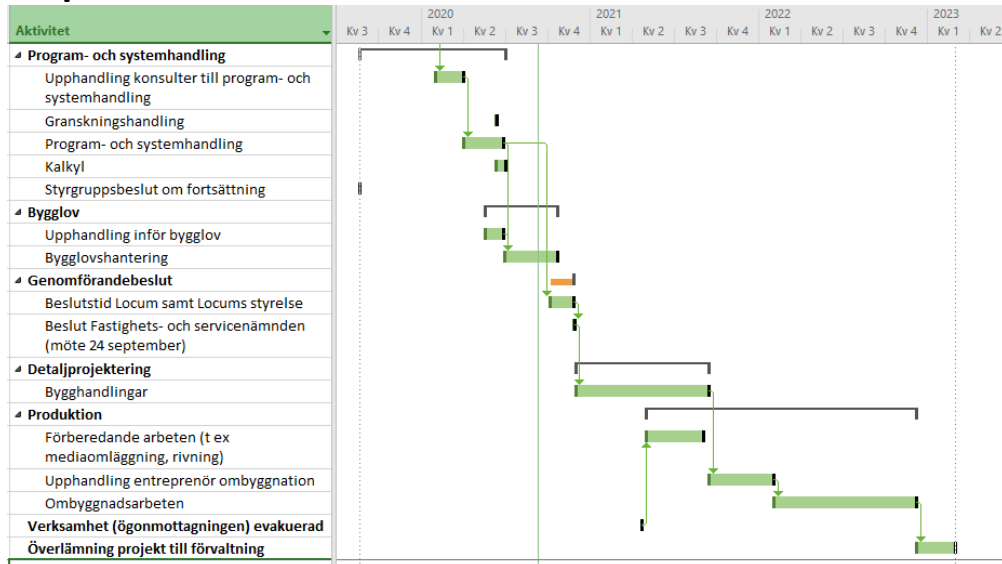 2020 2021 2022 2023
Aktivitet Kv 3 Kv 4 Kv 1 Kv 2 Kv 3 Kv 4 Kv 1 Kv 2 Kv 3 Kv 4 Kv 1 Kv 2 Kv 3 Kv 4 Kv 1 Kv 2
Program- och systemhandling
Upphandling konsulter till program- och
systemhandling
Granskningshandling
Program- och systemhandling
Kalkyl
Styrgruppsbeslut om fortsättning
Bygglov
Upphandling inför bygglov
Bygglovshantering
Genomförandebeslut
Beslutstid Locum samt Locums styrelse
Beslut Fastighets- och servicenämnden
(möte 24 september)
Detaljprojektering
Bygghandlingar
Produktion
Förberedande arbeten (t ex
mediaomläggning, rivning)
Upphandling entreprenör ombyggnation
Ombyggnadsarbeten
Verksamhet (ögonmottagningen) evakuerad
Överlämning projekt till förvaltning